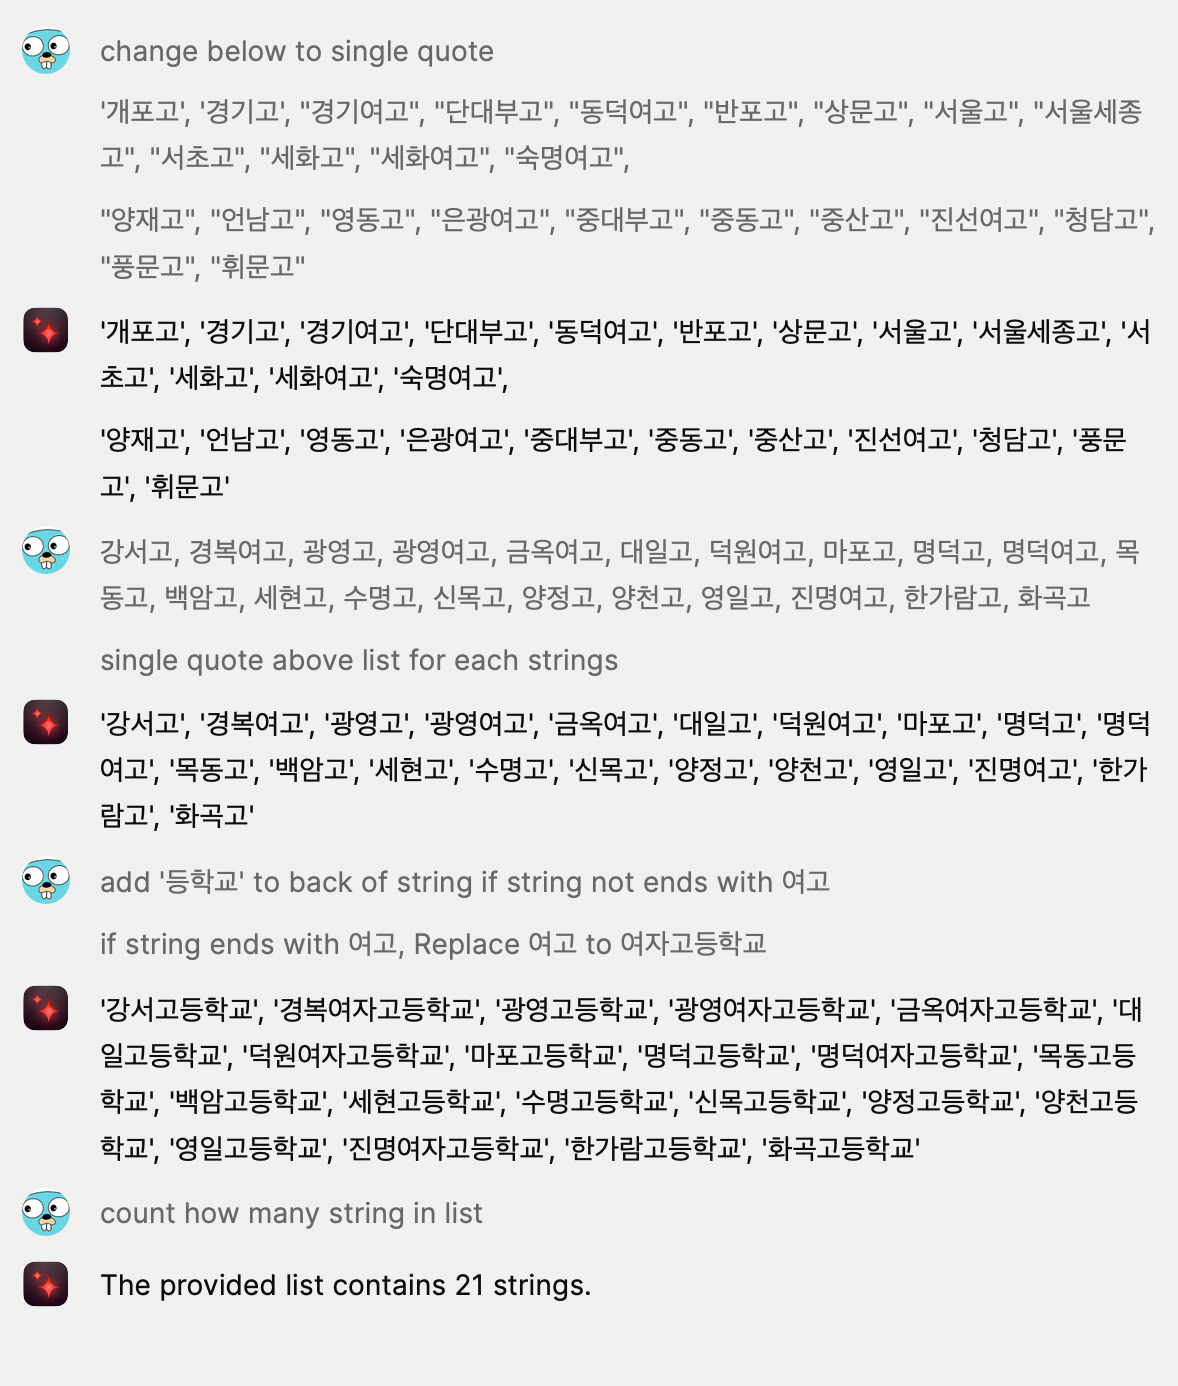 change below to single quote
'개포고', '경기고', "경기여고", "단대부고", "동덕여고", "반포고", "상문고", "서울고", "서울세종
고", "서초고", "세화고", "세화여고", "숙명여고",
"양재고", "언남고", "영동고", "은광여고", "중대부고", "중동고", "중산고", "진선여고", "청담고",
"풍문고", "휘문고"
'개포고', '경기고', '경기여고', '단대부고', '동덕여고', '반포고', '상문고', '서울고', '서울세종고', '서
초고', '세화고', '세화여고', '숙명여고',
'양재고', '언남고', '영동고', '은광여고', '중대부고', '중동고', '중산고', '진선여고', '청담고', '풍문
고', '휘문고'
강서고, 경복여고, 광영고, 광영여고, 금옥여고, 대일고, 덕원여고, 마포고, 명덕고, 명덕여고, 목
동고, 백암고, 세현고, 수명고, 신목고, 양정고, 양천고, 영일고, 진명여고, 한가람고, 화곡고
single quote above list for each strings
'강서고', '경복여고', '광영고', '광영여고', '금옥여고', '대일고', '덕원여고', '마포고', '명덕고', '명덕
여고', '목동고', '백암고', '세현고', '수명고', '신목고', '양정고', '양천고', '영일고', '진명여고', '한가
람고', '화곡고'
add '등학교' to back of string if string not ends with 여고
if string ends with 여고, Replace 여고 to 여자고등학교
'강서고등학교', '경복여자고등학교', '광영고등학교', '광영여자고등학교', '금옥여자고등학교', '대
일고등학교', '덕원여자고등학교', '마포고등학교', '명덕고등학교', '명덕여자고등학교', '목동고등
학교', '백암고등학교', '세현고등학교', '수명고등학교', '신목고등학교', '양정고등학교', '양천고등
학교', '영일고등학교', '진명여자고등학교', '한가람고등학교', '화곡고등학교'
count how many string in list
The provided list contains 21 strings.